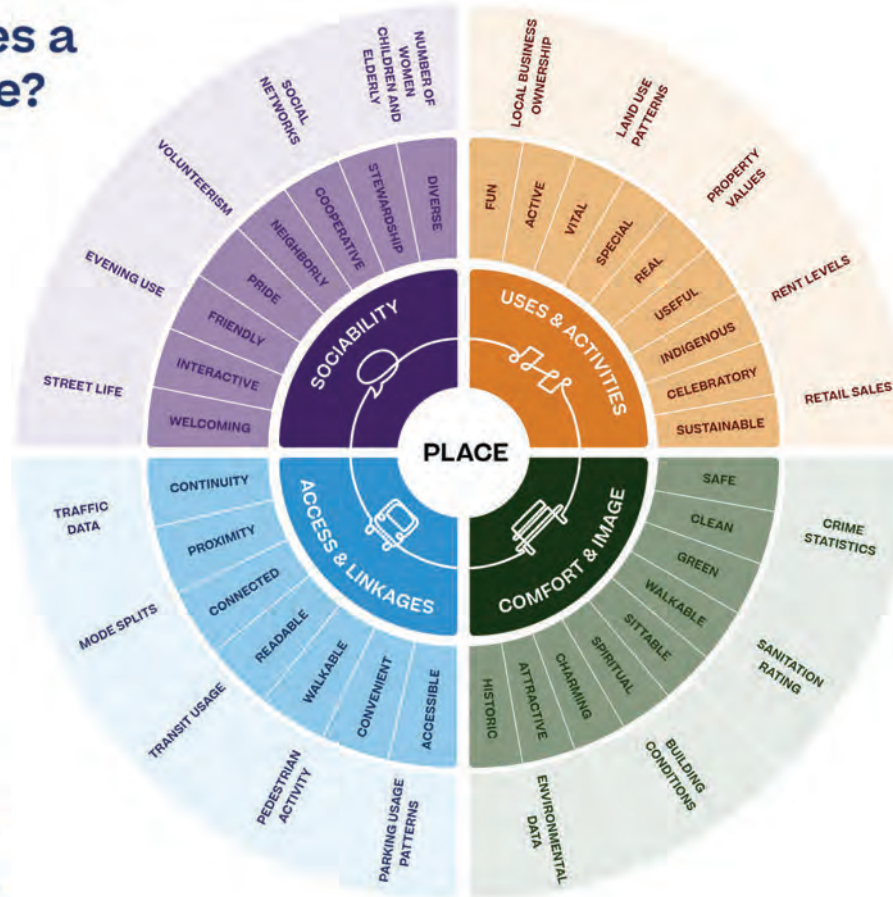 es a
e?
NUMBER OF
WOMEN
CHILDREN AND
ELDERLY
SOCIAL
NETWORKS
VOLUNTEERISM
EVENING USE
STREET LIFE
DIVERSE
STEWARDSHIP
COOPERATIVE
NEIGHBORLY
PRIDE
FRIENDLY
INTERACTIVE
WELCOMING
SOCIABILITY
LOCAL BUSINESS
OWNERSHIP
LAND USE
PATTERNS
PROPERTY
VALUES
RENT LEVELS
RETAIL SALES
FUN
ACTIVE
VITAL
SPECIAL
REAL
USEFUL
INDIGENOUS
CELEBRATORY
SUSTAINABLE
USES & ACTIVITIES
PLACE
ACCESS & LINKAGES
CONTINUITY
PROXIMITY
CONNECTED
READABLE
WALKABLE
CONVENIENT
ACCESSIBLE
TRAFFIC
DATA
MODE SPLITS
TRANSIT USAGE
PEDESTRIAN
ACTIVITY
PARKING USAGE
PATTERNS
COMFORT & IMAGE
SAFE
CLEAN
GREEN
WALKABLE
SITTABLE
SPIRITUAL
CHARMING
ATTRACTIVE
HISTORIC
CRIME
STATISTICS
SANITATION
RATING
BUILDING
CONDITIONS
ENVIRONMENTAL
DATA